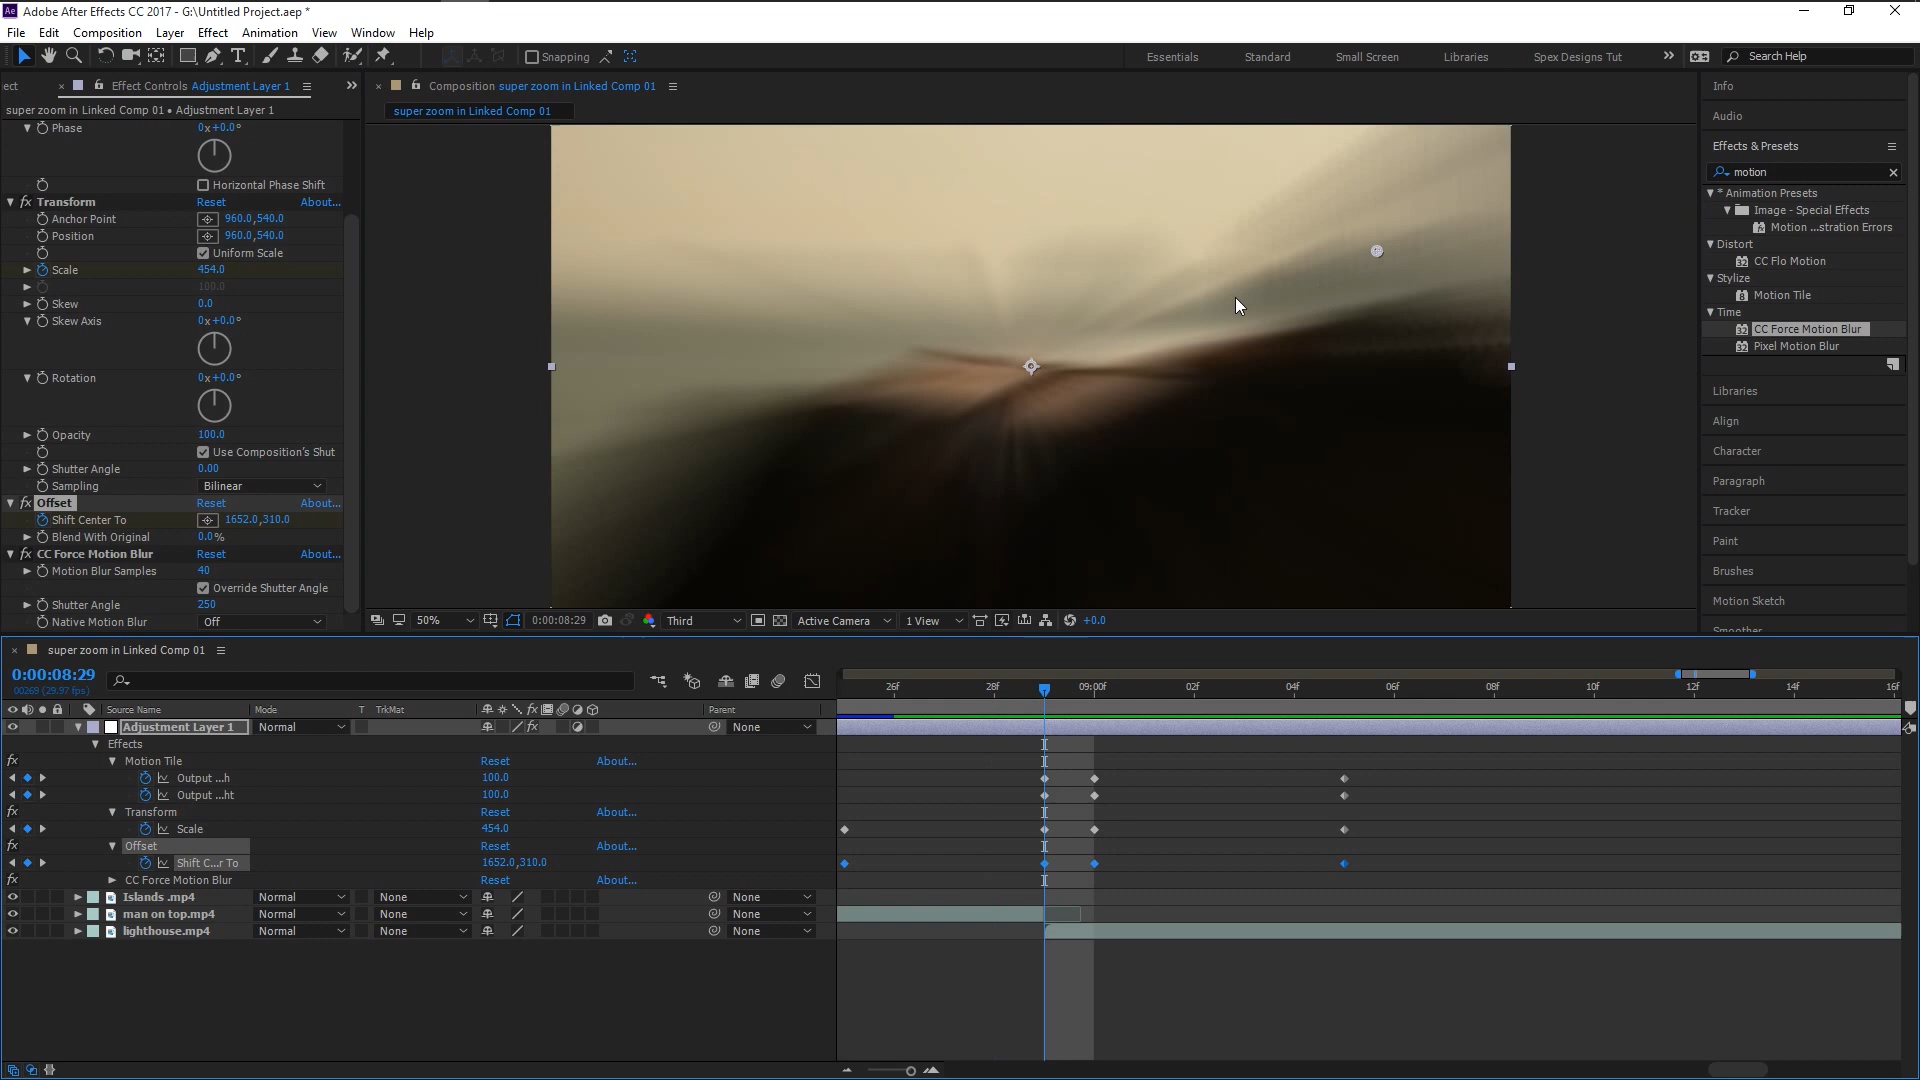 Adobe After Effects CC 2017 - G:\Untitled Project.aep *
File Edit Composition Layer Effect Animation View Window Help
Snapping
Essentials Standard Small Screen Libraries Spex Designs Tut Search Help
ect Effect Controls Adjustment Layer 1
super zoom in Linked Comp 01 • Adjustment Layer 1
Phase 0x+0.0°
Horizontal Phase Shift
Transform Reset About...
Anchor Point 960.0,540.0
Position 960.0,540.0
Uniform Scale
Scale 454.0
100.0
Skew 0.0
Skew Axis 0x+0.0°
Rotation 0x+0.0°
Opacity 100.0
Use Composition's Shut
Shutter Angle 0.00
Sampling Bilinear
Offset Reset About...
Shift Center To 1652.0,310.0
Blend With Original 0.0%
CC Force Motion Blur Reset About...
Motion Blur Samples 40
Override Shutter Angle
Shutter Angle 250
Native Motion Blur Off
Composition super zoom in Linked Comp 01
super zoom in Linked Comp 01
50% 0:00:08:29 Third Active Camera 1 View +0.0
Info
Audio
Effects & Presets
motion
* Animation Presets
Image - Special Effects
Motion ...stration Errors
Distort
CC Flo Motion
Stylize
Motion Tile
Time
CC Force Motion Blur
Pixel Motion Blur
Libraries
Align
Character
Paragraph
Tracker
Paint
Brushes
Motion Sketch
Smoother
super zoom in Linked Comp 01
0:00:08:29
00269 (29.97 fps)
26f 28f 09:00f 02f 04f 06f 08f 10f 12f 14f 16f
Source Name Mode T TrkMat Parent
Adjustment Layer 1 Normal None
Effects
Motion Tile Reset About...
Output ...h 100.0
Output ...ht 100.0
Transform Reset About...
Scale 454.0
Offset Reset About...
Shift C...r To 1652.0,310.0
CC Force Motion Blur Reset About...
Islands .mp4 Normal None None
man on top.mp4 Normal None None
lighthouse.mp4 Normal None None